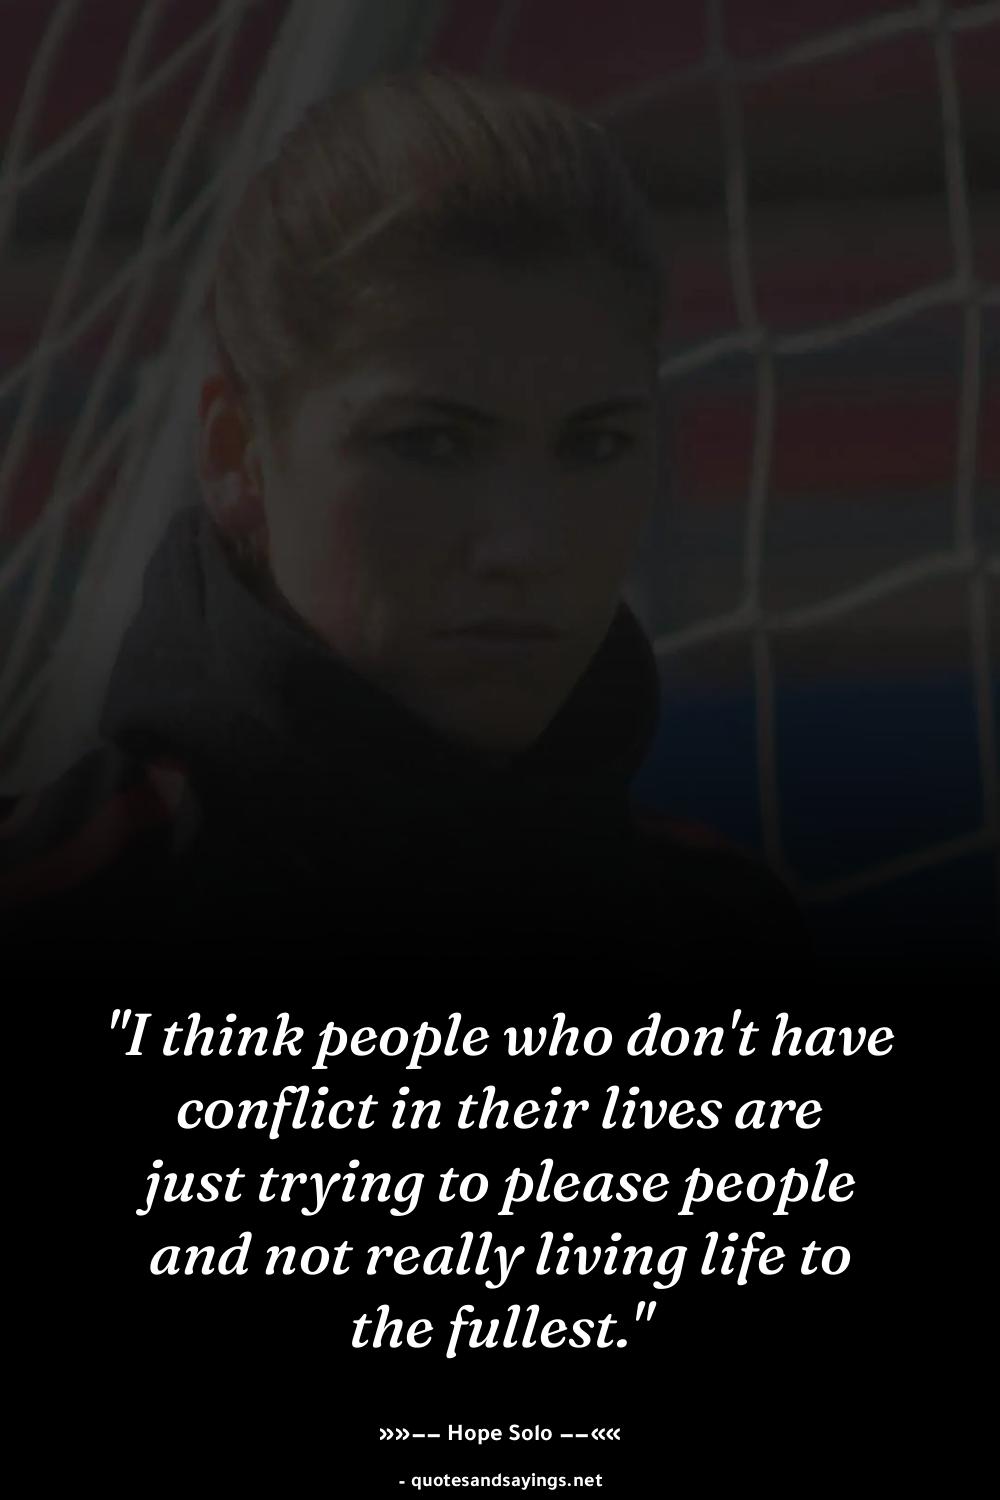 "I think people who don't have
conflict in their lives are
just trying to please people
and not really living life to
the fullest."
»»-- Hope Solo --««
- quotesandsayings.net